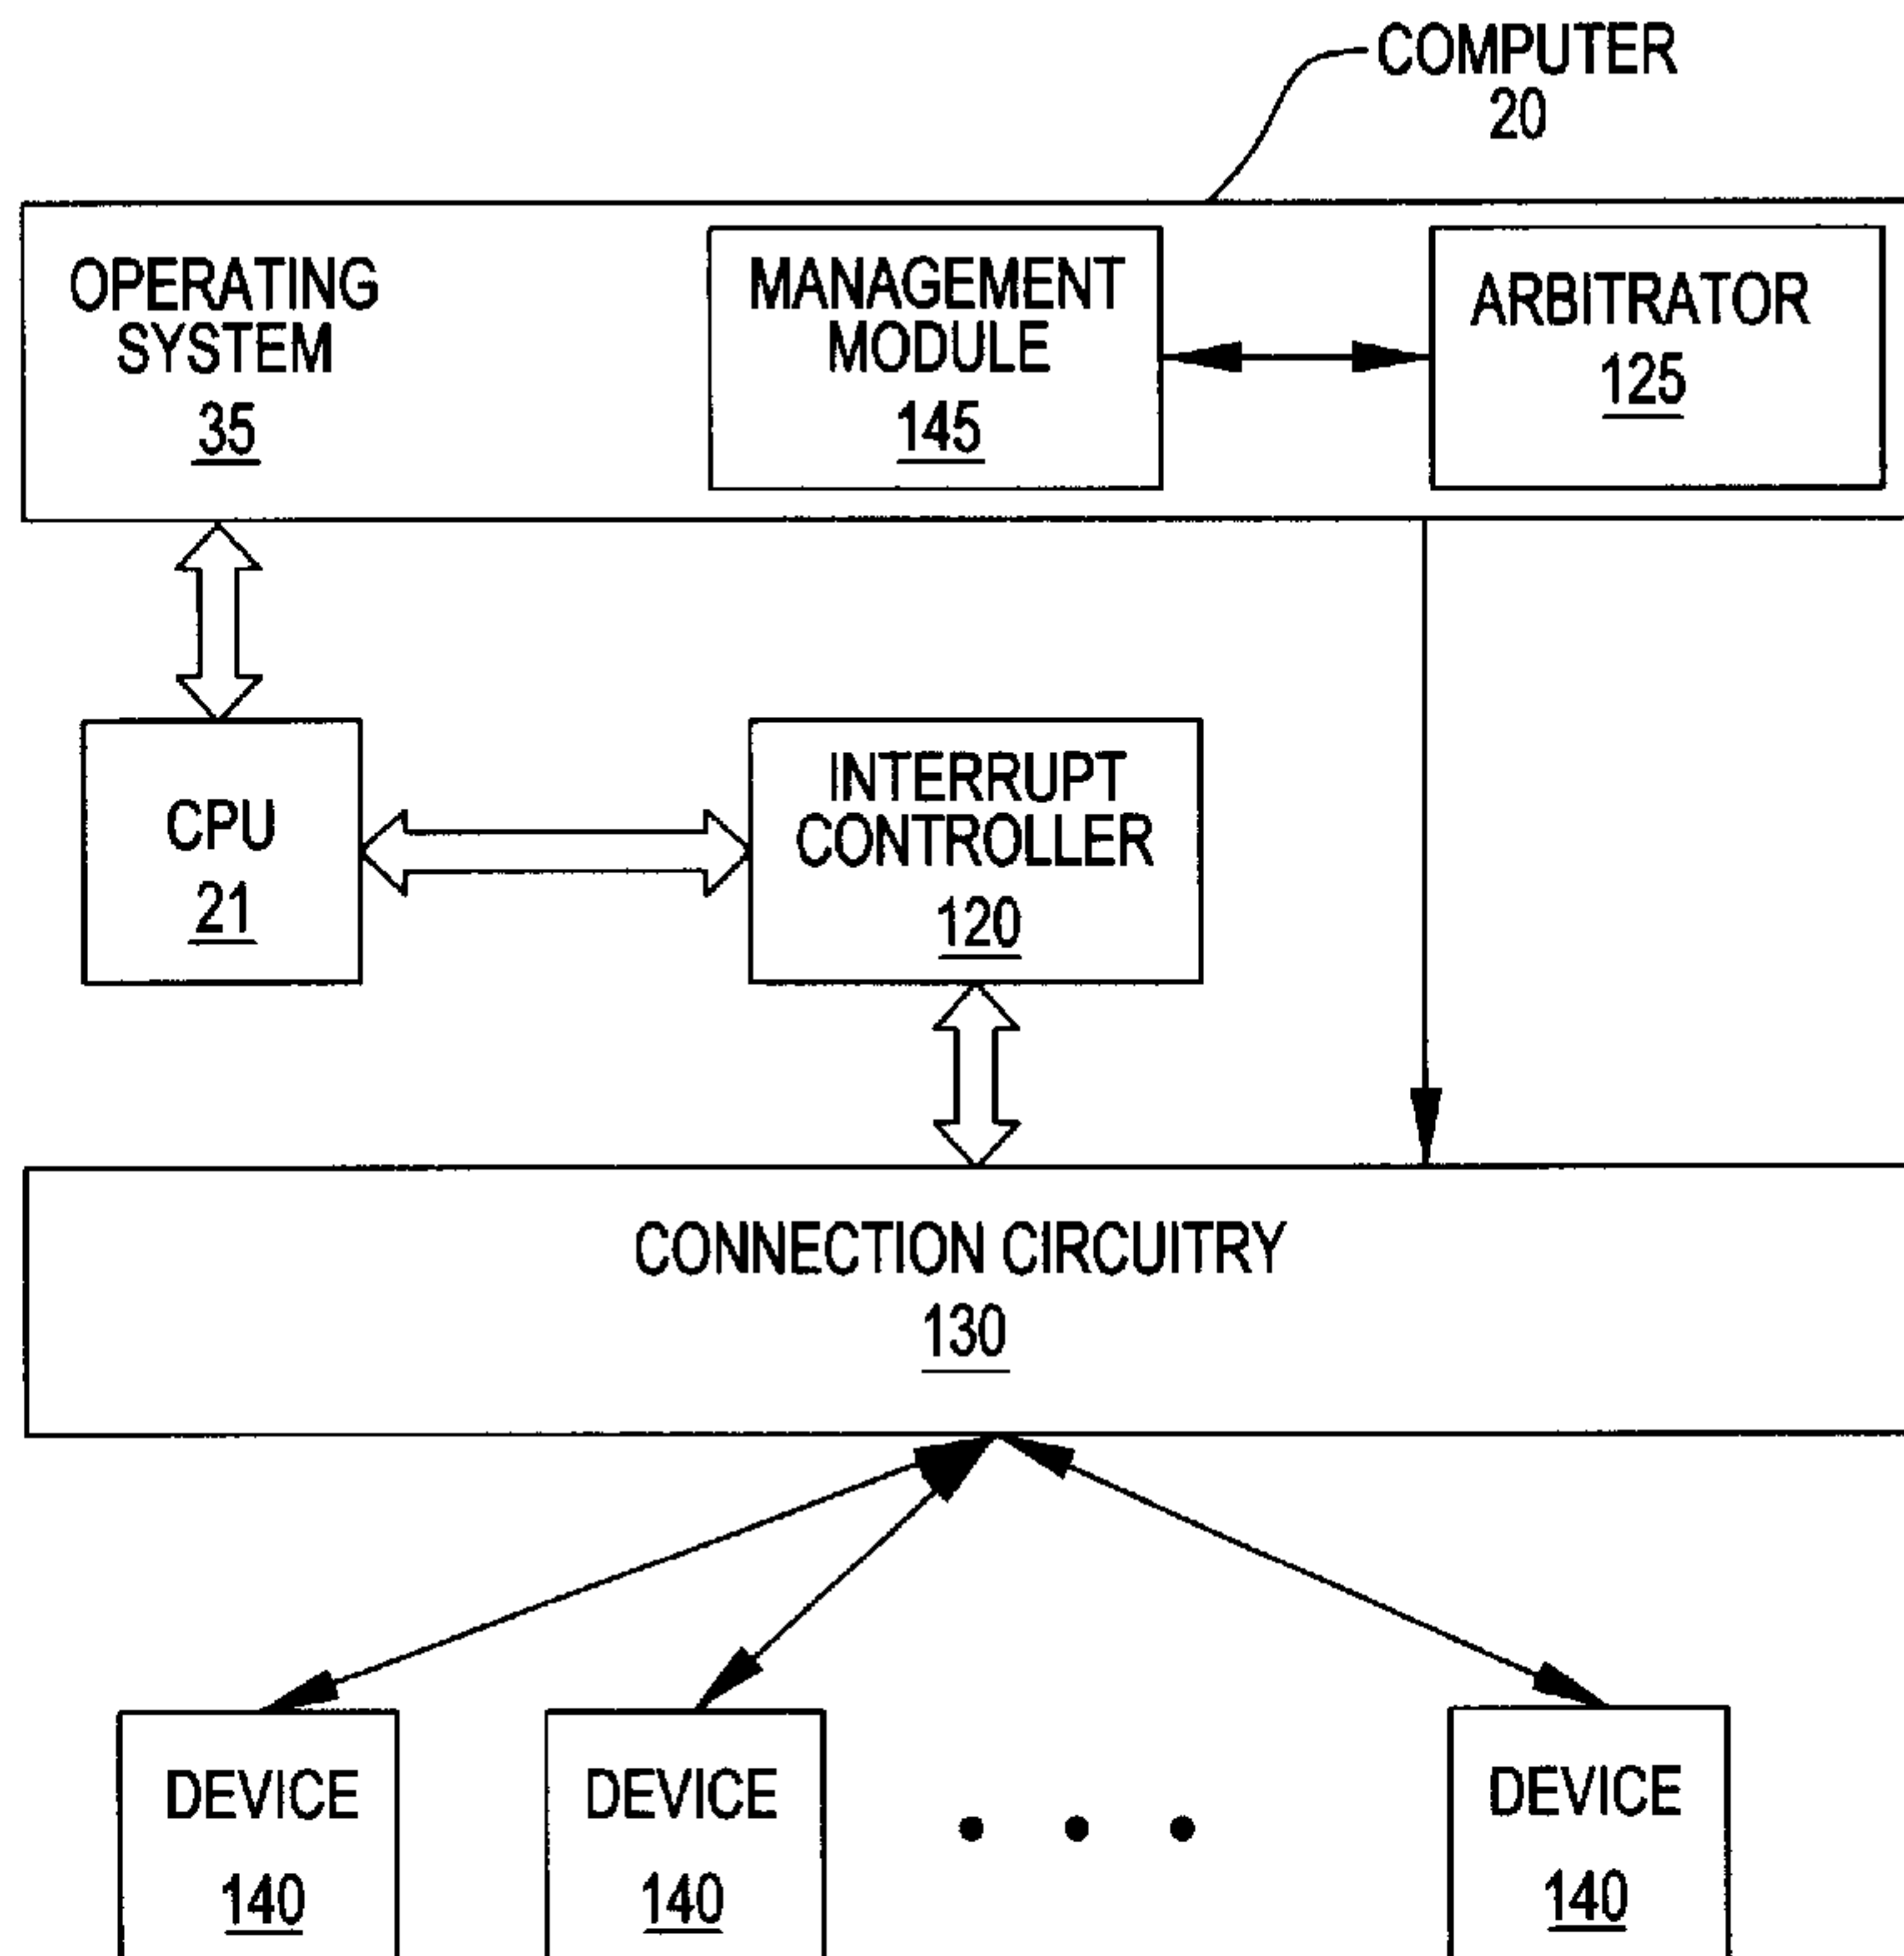 COMPUTER
20
OPERATING
SYSTEM
35
MANAGEMENT
MODULE
145
ARBITRATOR
125
CPU
21
INTERRUPT
CONTROLLER
120
CONNECTION CIRCUITRY
130
DEVICE
140
DEVICE
140
DEVICE
140